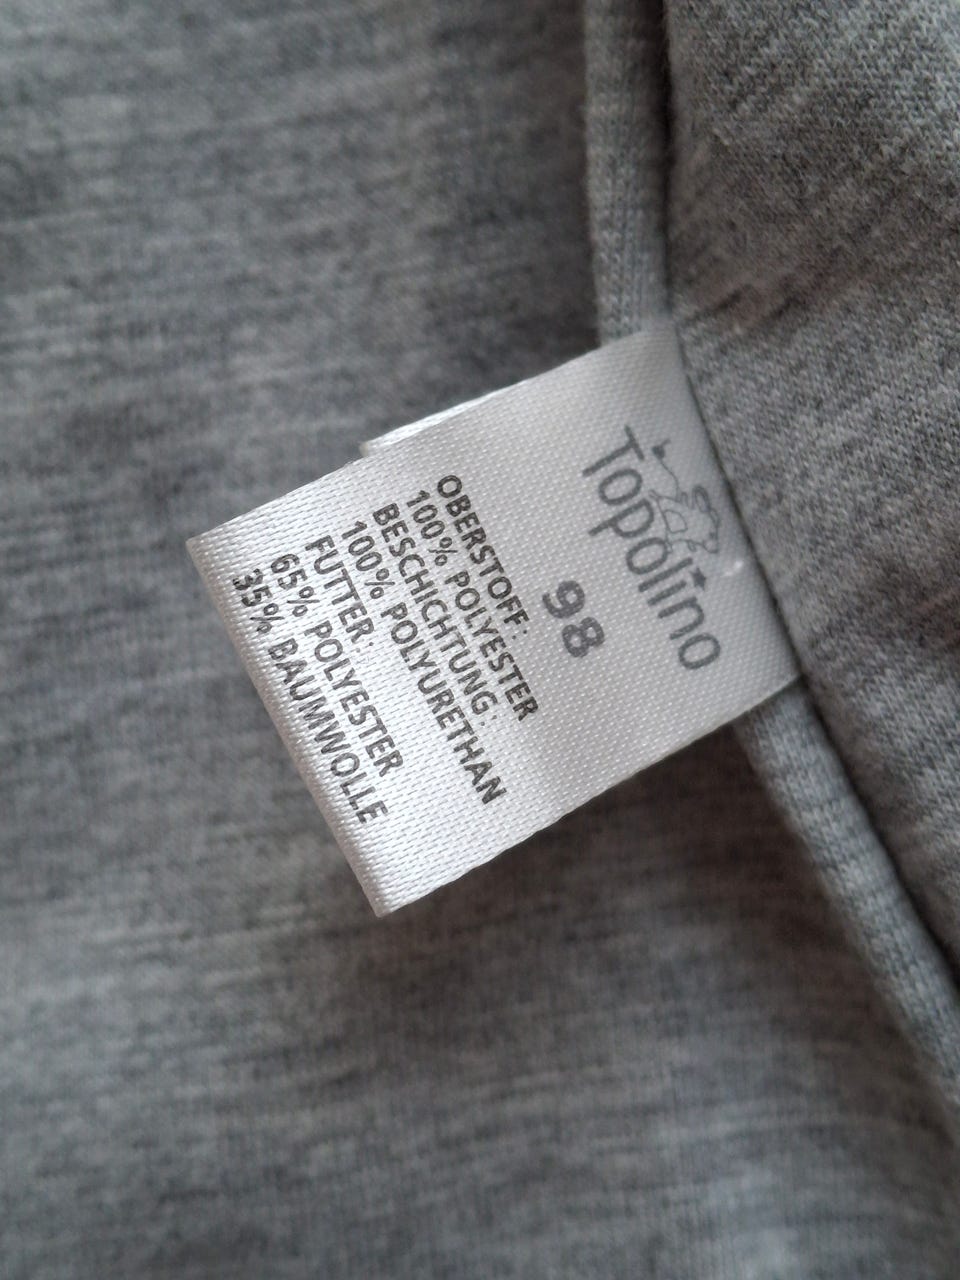 Topolino
98
OBERSTOFF:
100% POLYESTER
BESCHICHTUNG:
100% POLYURETHAN
FUTTER:
65% POLYESTER
35% BAUMWOLLE